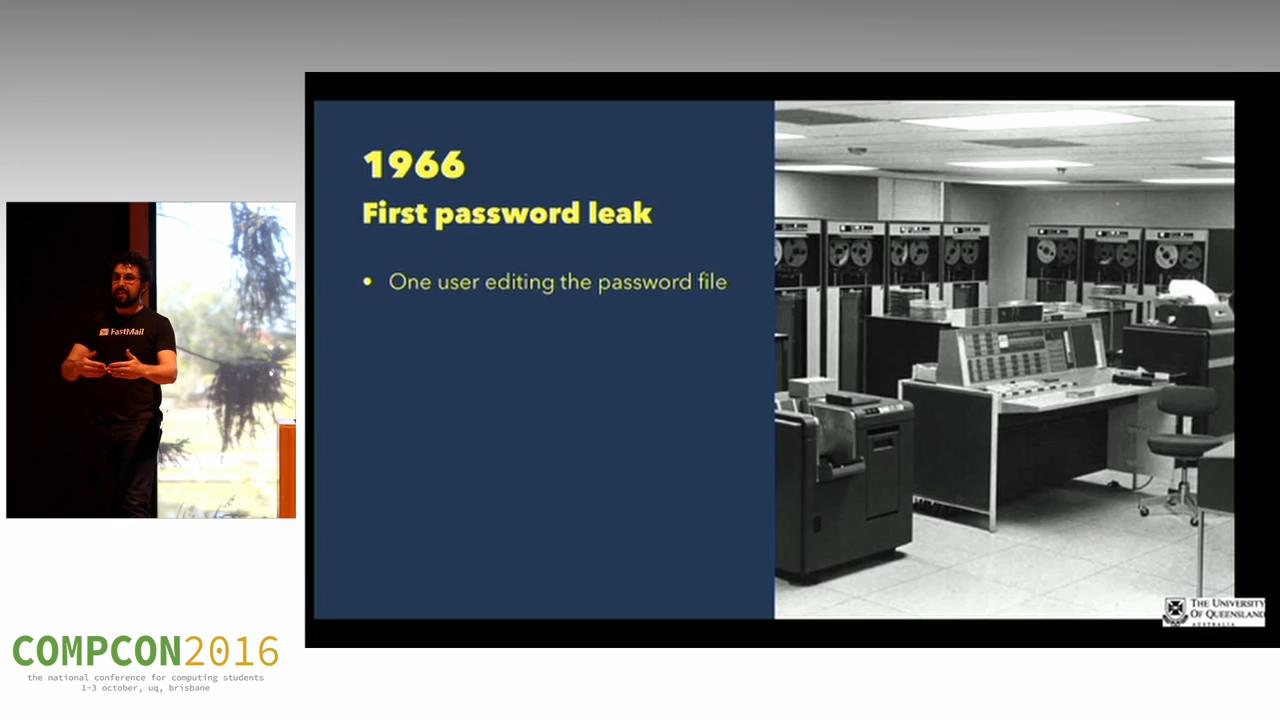 1966
First password leak
• One user editing the password file
FastMail
THE UNIVERSITY
OF QUEENSLAND
AUSTRALIA
COMPCON2016
the national conference for computing students
1-3 october, uq, brisbane